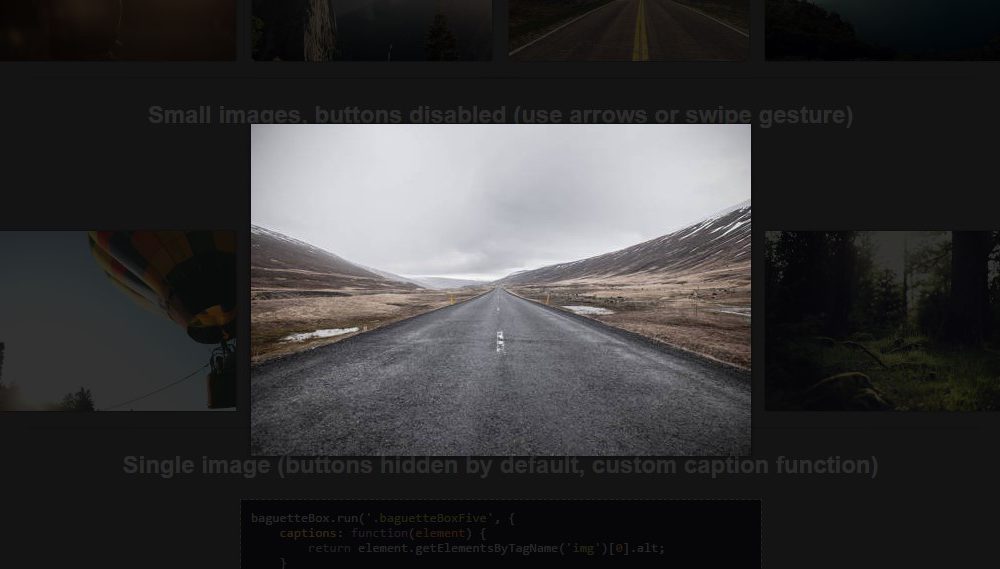 Small images, buttons disabled (use arrows or swipe gesture)
Single image (buttons hidden by default, custom caption function)
baguetteBox.run('.baguetteBoxFive', {
captions: function(element) {
return element.getElementsByTagName('img')[0].alt;
}